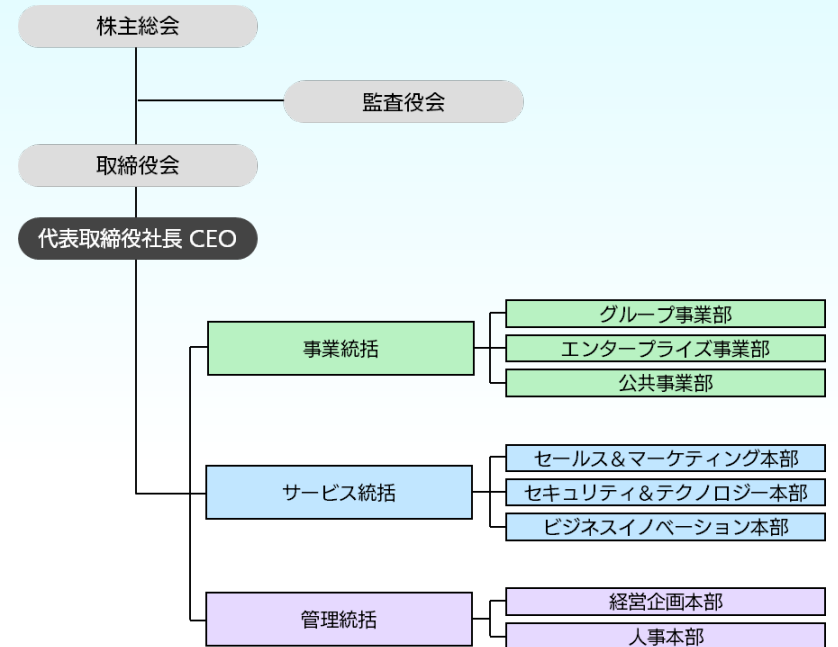 株主総会
監査役会
取締役会
代表取締役社長 CEO
事業統括
グループ事業部
エンタープライズ事業部
公共事業部
サービス統括
セールス＆マーケティング本部
セキュリティ＆テクノロジー本部
ビジネスイノベーション本部
管理統括
経営企画本部
人事本部